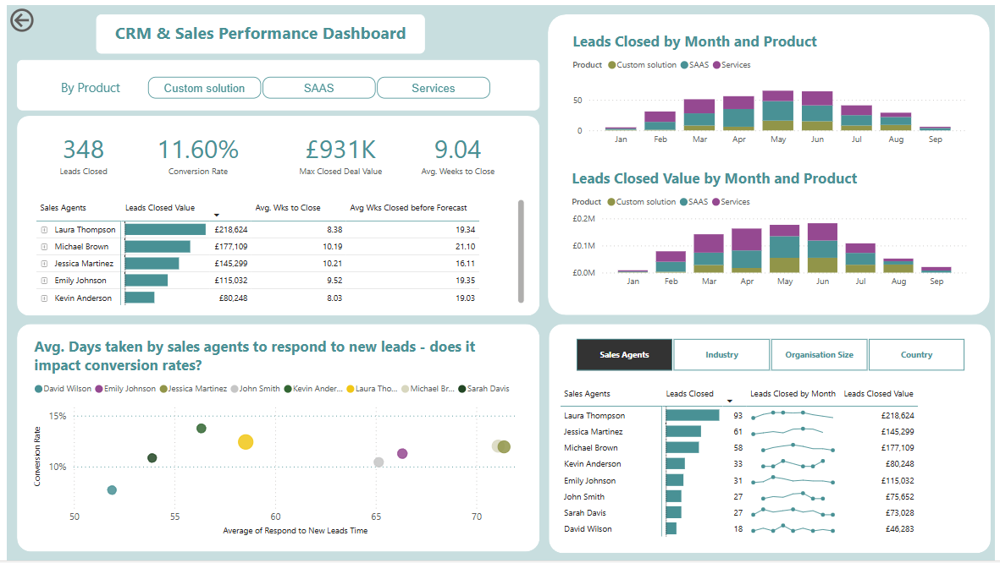 CRM & Sales Performance Dashboard
By Product Custom solution SAAS Services
348 11.60% £931K 9.04
Leads Closed Conversion Rate Max Closed Deal Value Avg. Weeks to Close
Sales Agents Leads Closed Value Avg. Wks to Close Avg Wks Closed before Forecast
Laura Thompson £218,624 8.38 19.34
Michael Brown £177,109 10.19 21.10
Jessica Martinez £145,299 10.21 16.11
Emily Johnson £115,032 9.52 19.35
Kevin Anderson £80,248 8.03 19.03
Leads Closed by Month and Product
Product Custom solution SAAS Services
50
0
Jan Feb Mar Apr May Jun Jul Aug Sep
Leads Closed Value by Month and Product
Product Custom solution SAAS Services
£0.2M
£0.1M
£0.0M
Jan Feb Mar Apr May Jun Jul Aug Sep
Avg. Days taken by sales agents to respond to new leads - does it
impact conversion rates?
David Wilson Emily Johnson Jessica Martinez John Smith Kevin Ander... Laura Tho... Michael Br... Sarah Davis
Conversion Rate
15%
10%
50 55 60 65 70
Average of Respond to New Leads Time
Sales Agents Industry Organisation Size Country
Sales Agents Leads Closed Leads Closed by Month Leads Closed Value
Laura Thompson 93 £218,624
Jessica Martinez 61 £145,299
Michael Brown 58 £177,109
Kevin Anderson 33 £80,248
Emily Johnson 31 £115,032
John Smith 27 £75,652
Sarah Davis 27 £73,028
David Wilson 18 £46,283